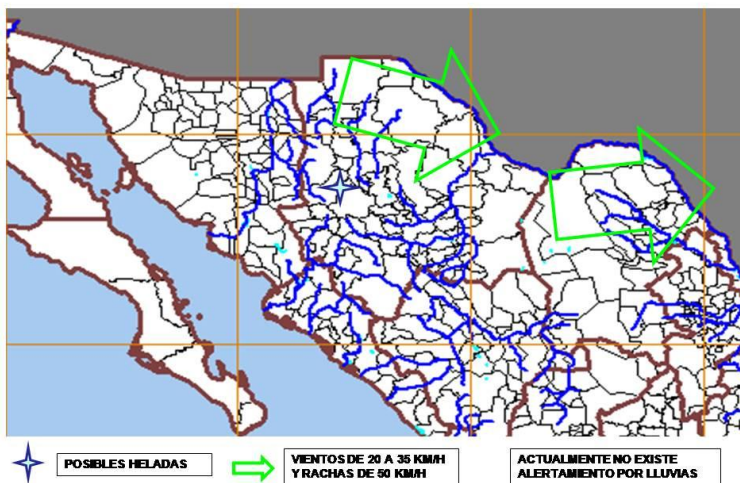 POSIBLES HELADAS
VIENTOS DE 20 A 35 KM/H
Y RACHAS DE 50 KM/H
ACTUALMENTE NO EXISTE
ALERTAMIENTO POR LLUVIAS